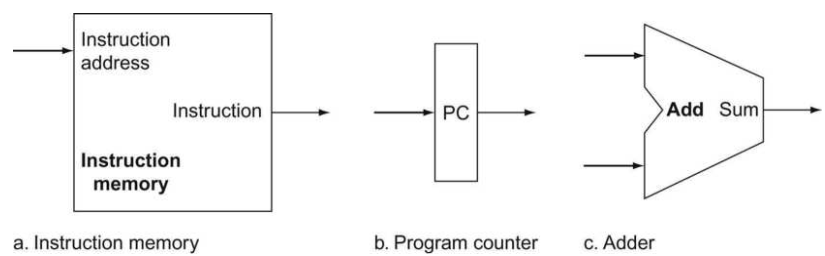 Instruction
address
Instruction
Instruction
memory
PC
Add Sum
a. Instruction memory
b. Program counter
c. Adder